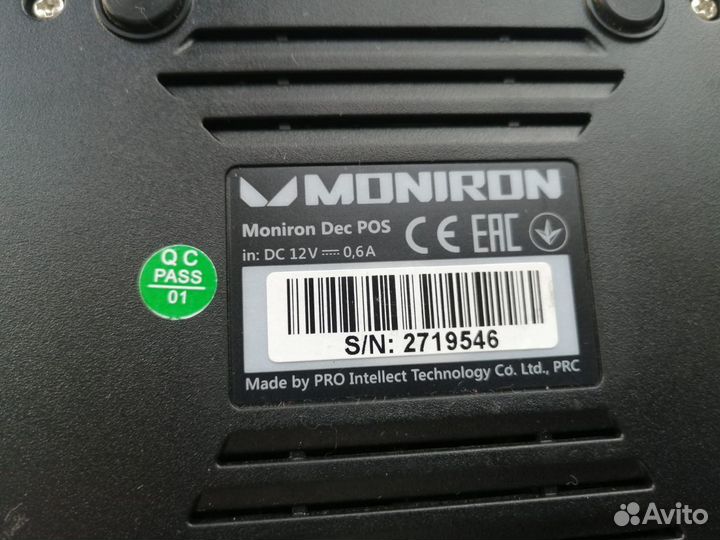 MONIRON
Moniron Dec POS
in: DC 12V ⎓ 0,6A
CE EAC
QC
PASS
01
S/N: 2719546
Made by PRO Intellect Technology Co. Ltd., PRC
Avito